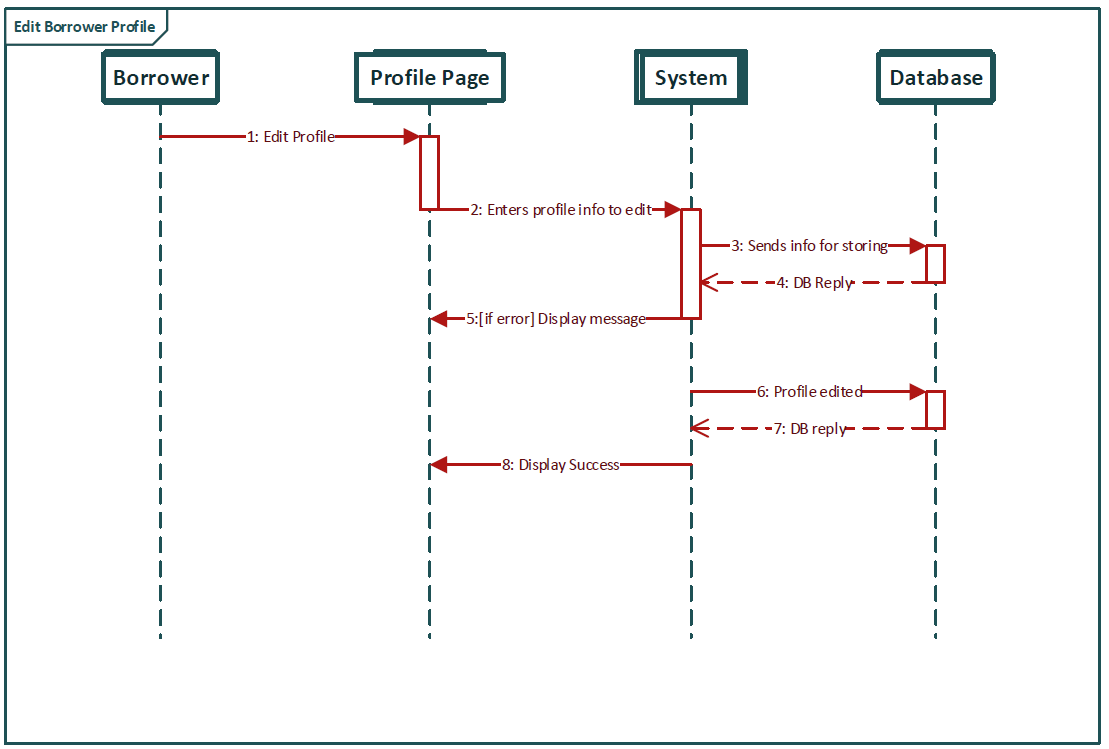 Edit Borrower Profile
Borrower
Profile Page
System
Database
1: Edit Profile
2: Enters profile info to edit
3: Sends info for storing
4: DB Reply
5:[if error] Display message
6: Profile edited
7: DB reply
8: Display Success